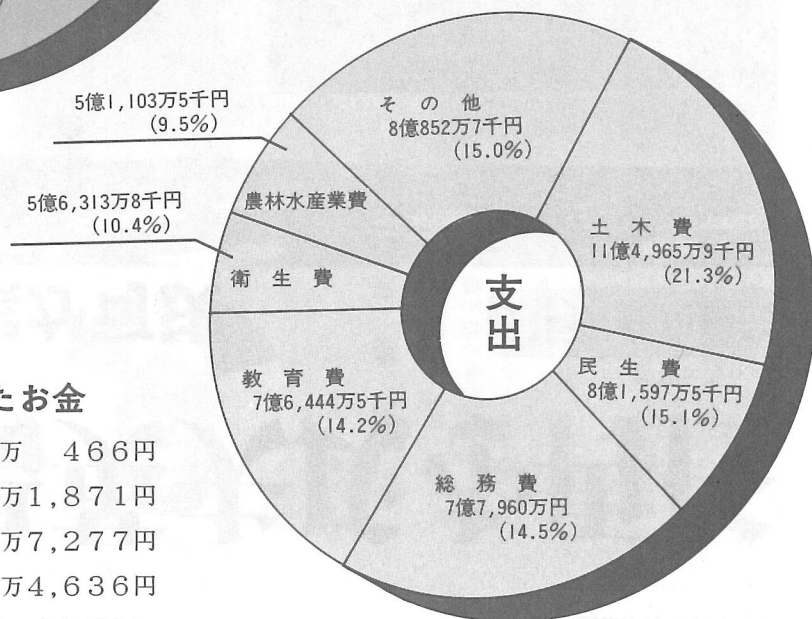 その他
8億852万7千円
(15.0%)
土木費
11億4,965万9千円
(21.3%)
民生費
8億1,597万5千円
(15.1%)
総務費
7億7,960万円
(14.5%)
教育費
7億6,444万5千円
(14.2%)
衛生費
5億6,313万8千円
(10.4%)
農林水産業費
5億1,103万5千円
(9.5%)
支出
たお金
万 466円
万1,871円
万7,277円
万4,636円